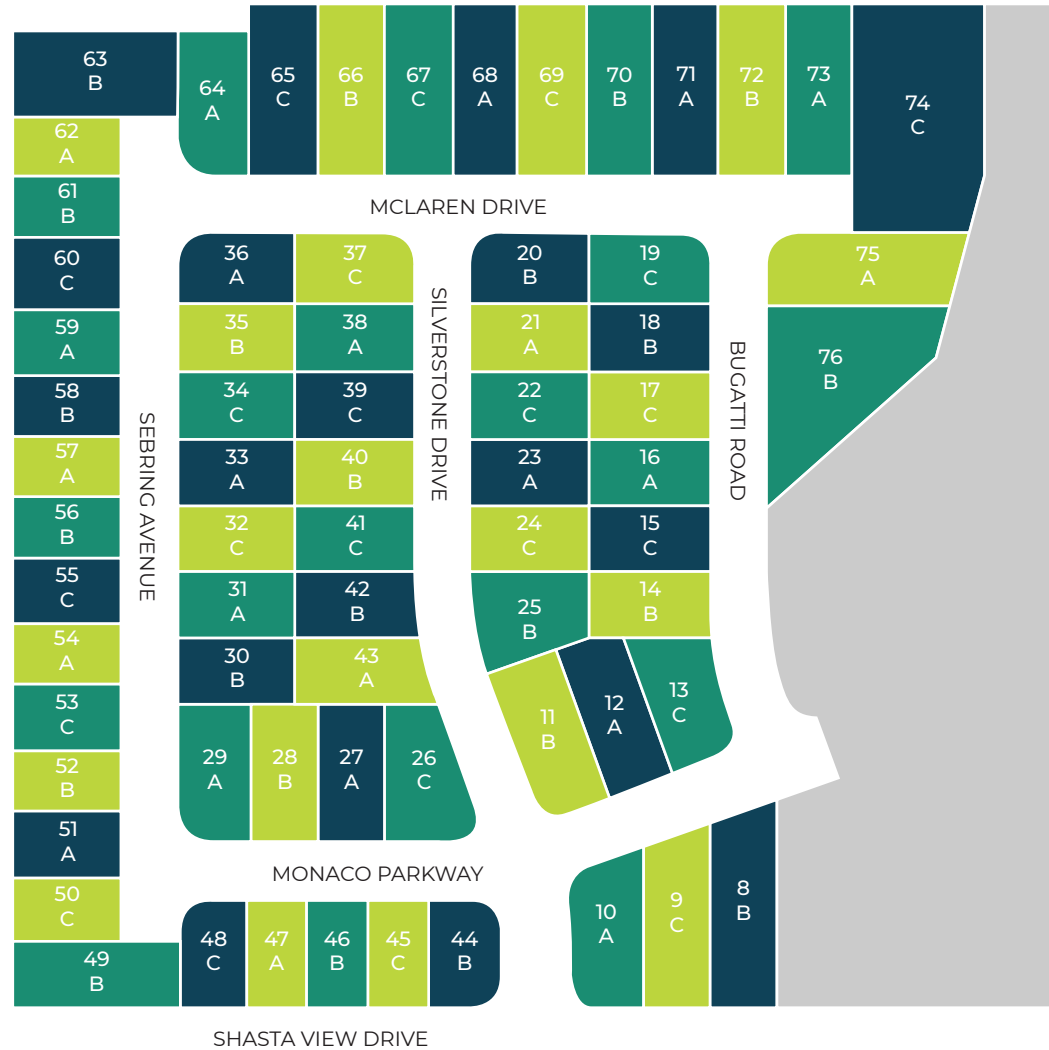 63
B
64
A
65
C
66
B
67
C
68
A
69
C
70
B
71
A
72
B
73
A
74
C
62
A
61
B
60
C
59
A
58
B
57
A
56
B
55
C
54
A
53
C
52
B
51
A
50
C
49
B
SEBRING AVENUE
MCLAREN DRIVE
36
A
37
C
35
B
38
A
34
C
39
C
33
A
40
B
32
C
41
C
31
A
42
B
30
B
43
A
29
A
28
B
27
A
26
C
SILVERSTONE DRIVE
20
B
19
C
21
A
18
B
22
C
17
C
23
A
16
A
24
C
15
C
25
B
14
B
11
B
12
A
13
C
BUGATTI ROAD
75
A
76
B
MONACO PARKWAY
48
C
47
A
46
B
45
C
44
B
10
A
9
C
8
B
SHASTA VIEW DRIVE